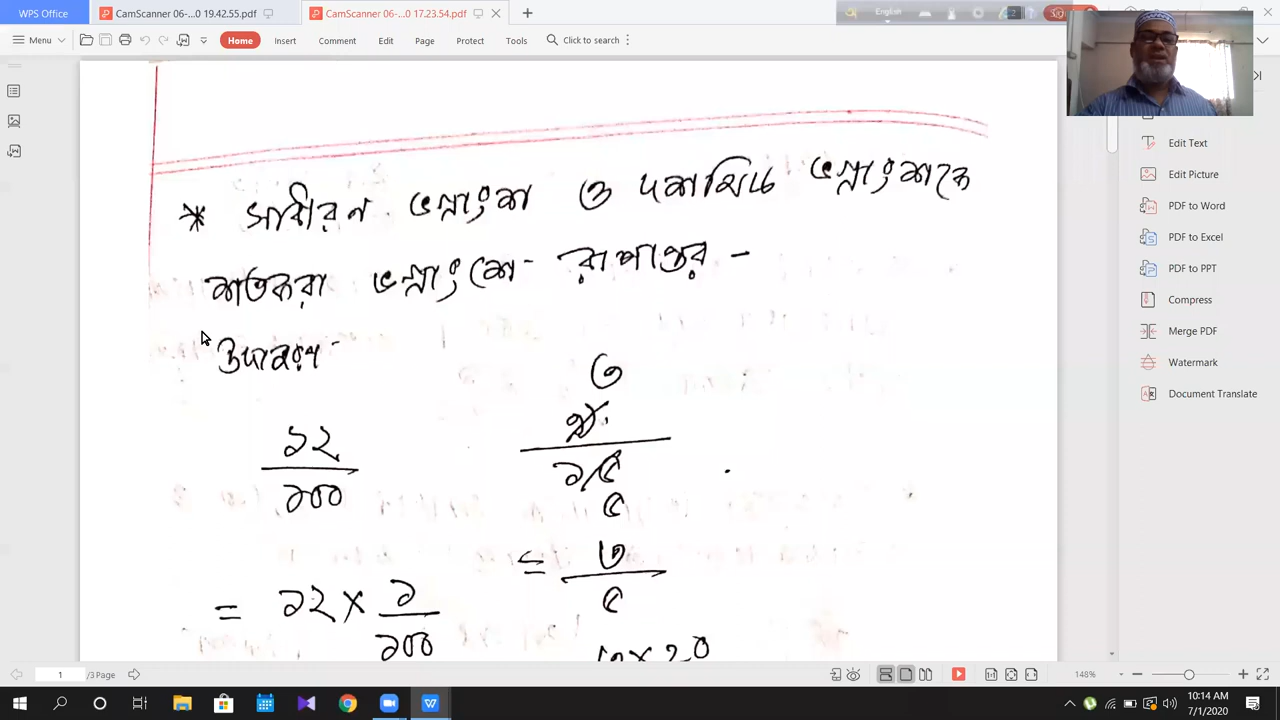 WPS Office
CamScanner 06-...0 19.42.55.pdf
CamScanner 06-...0 17.23.54.pdf
English
Menu
Home
Insert
Comment
Edit
Page
Protect
Tools
Click to search
* সাধারণ ভগ্নাংশ ও দশমিক ভগ্নাংশকে
শতকরা ভগ্নাংশে রূপান্তর -
উদাহরণ
৩
১২
১৫
১০০
৫
= ৩
৫
= ১২ × ১
১০০
৩ × ২০
Edit Text
Edit Picture
PDF to Word
PDF to Excel
PDF to PPT
Compress
Merge PDF
Watermark
Document Translate
1
/3 Page
148%
10:14 AM
7/1/2020